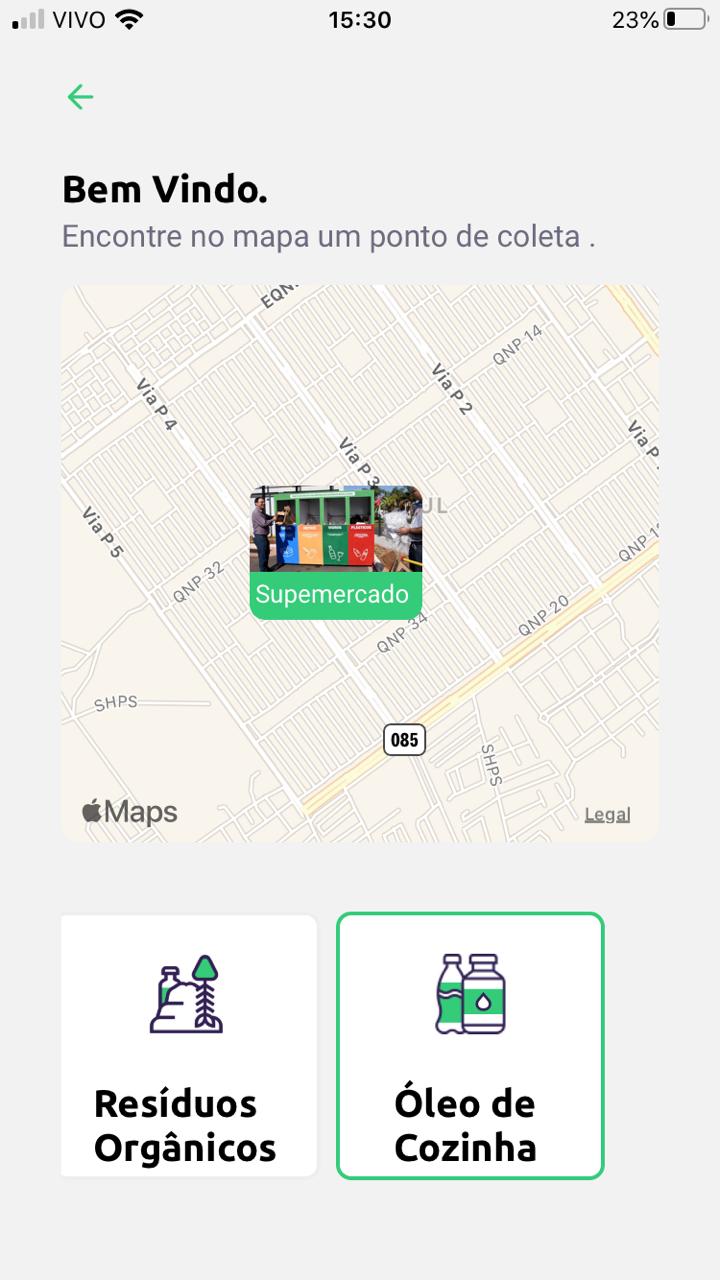 VIVO 15:30 23%
Bem Vindo.
Encontre no mapa um ponto de coleta .
EQN
QNP 14
Via P 2
Via P 4
Via P
Via P 3
UL
Via P 5
QNP 1
QNP 32
Supemercado
QNP 20
QNP 34
SHPS
085
SHPS
Maps
Legal
Resíduos
Orgânicos
Óleo de
Cozinha